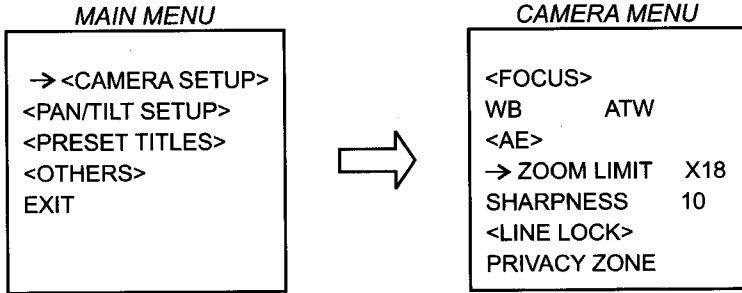 MAIN MENU
→ <CAMERA SETUP>
<PAN/TILT SETUP>
<PRESET TITLES>
<OTHERS>
EXIT
CAMERA MENU
<FOCUS>
WB ATW
<AE>
→ ZOOM LIMIT X18
SHARPNESS 10
<LINE LOCK>
PRIVACY ZONE